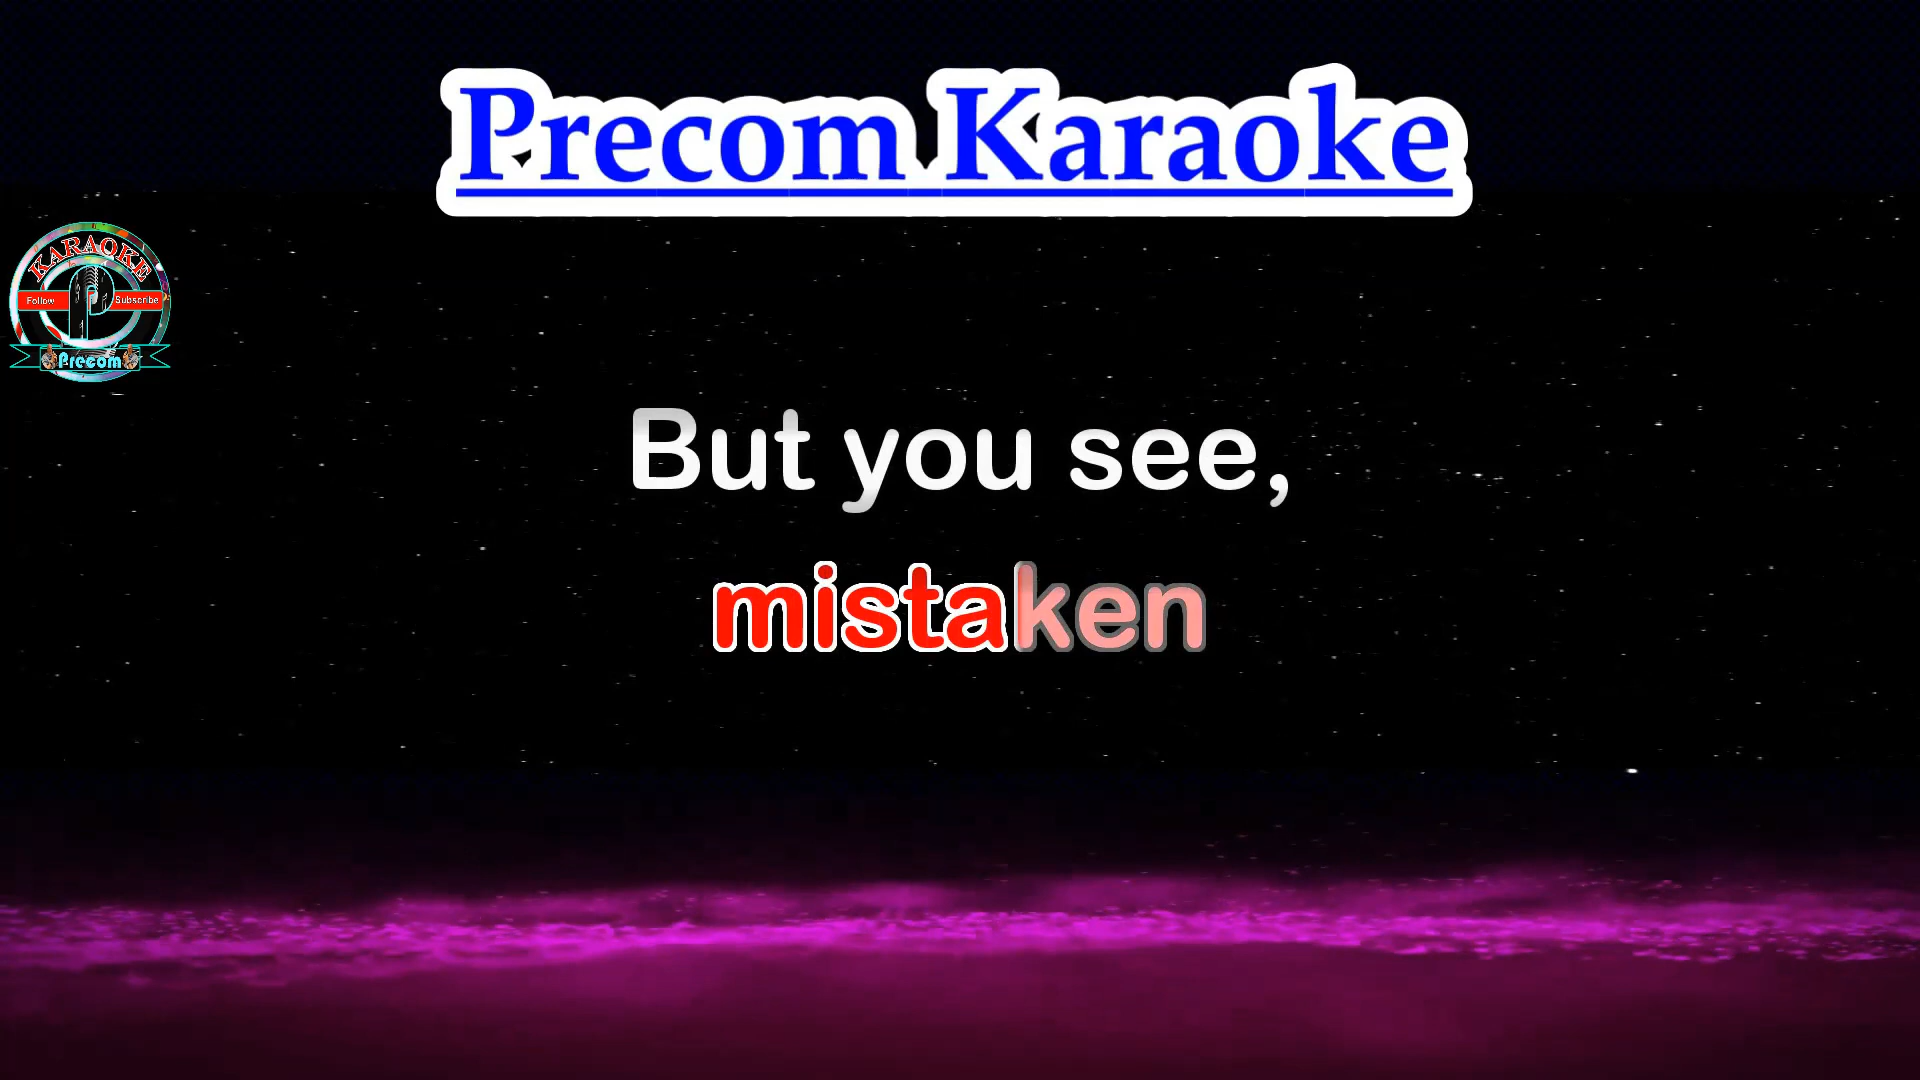 Precom Karaoke
KARAOKE
Follow
Subscribe
P
Precom
But you see,
mistaken